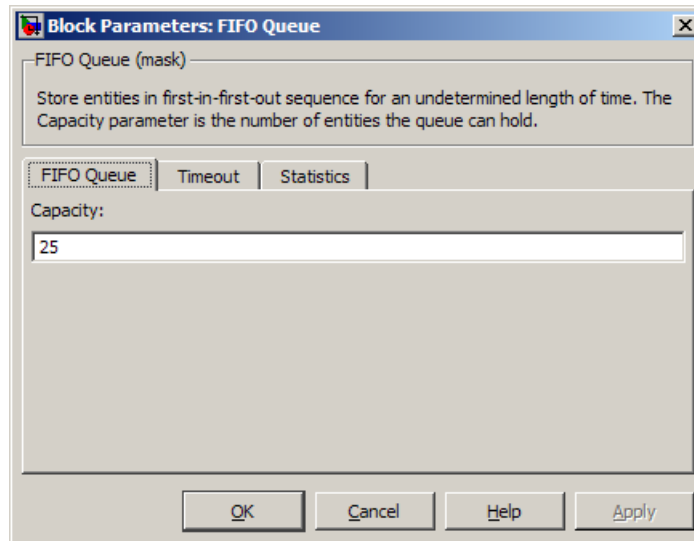 Block Parameters: FIFO Queue
FIFO Queue (mask)
Store entities in first-in-first-out sequence for an undetermined length of time. The
Capacity parameter is the number of entities the queue can hold.
FIFO Queue Timeout Statistics
Capacity:
25
OK Cancel Help Apply